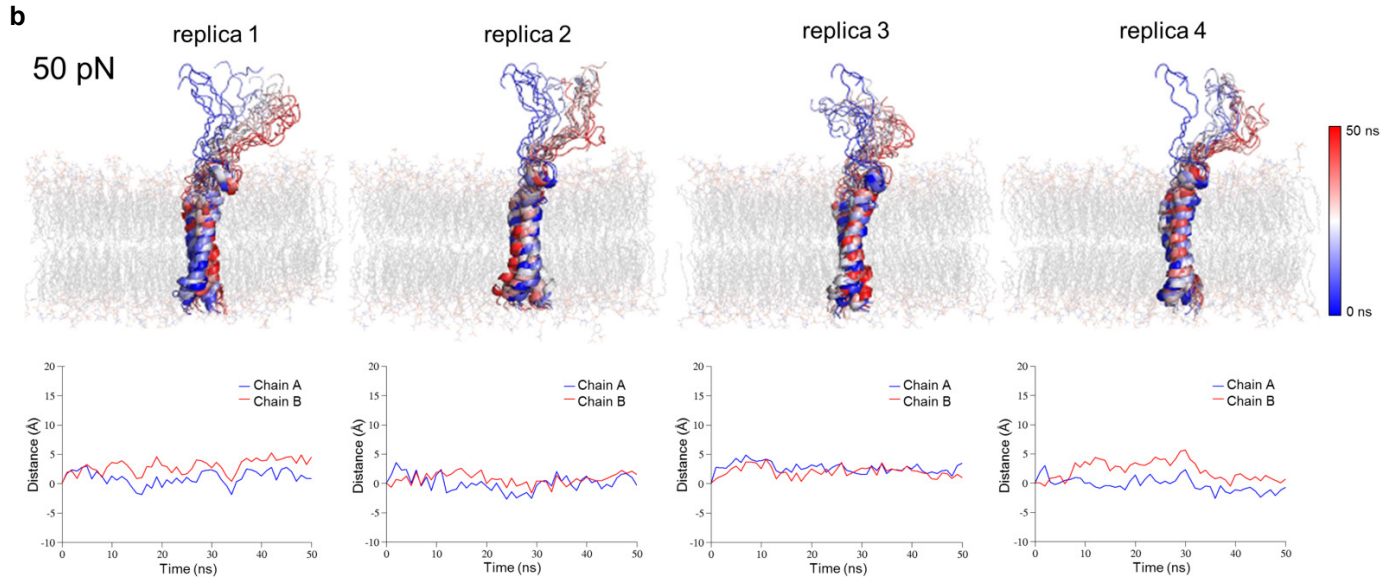 b
replica 1
replica 2
replica 3
replica 4
50 pN
50 ns
0 ns
20
15
10
5
0
-5
-10
Distance (Å)
Chain A
Chain B
0
10
20
30
40
50
Time (ns)
20
15
10
5
0
-5
-10
Distance (Å)
Chain A
Chain B
0
10
20
30
40
50
Time (ns)
20
15
10
5
0
-5
-10
Distance (Å)
Chain A
Chain B
0
10
20
30
40
50
Time (ns)
20
15
10
5
0
-5
-10
Distance (Å)
Chain A
Chain B
0
10
20
30
40
50
Time (ns)